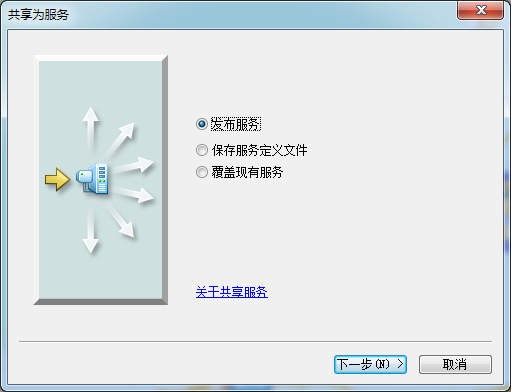 共享为服务
发布服务
保存服务定义文件
覆盖现有服务
关于共享服务
下一步(N) >
取消